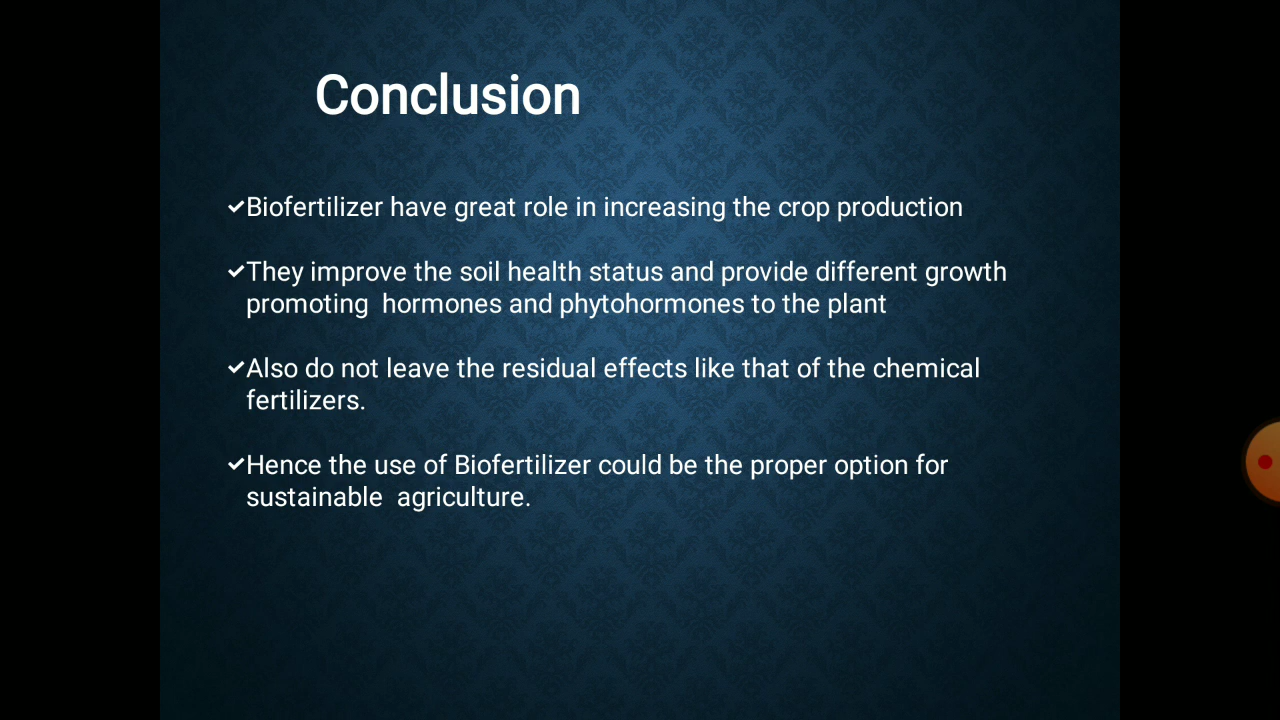 Conclusion
✓Biofertilizer have great role in increasing the crop production
✓They improve the soil health status and provide different growth
promoting  hormones and phytohormones to the plant
✓Also do not leave the residual effects like that of the chemical
fertilizers.
✓Hence the use of Biofertilizer could be the proper option for
sustainable  agriculture.